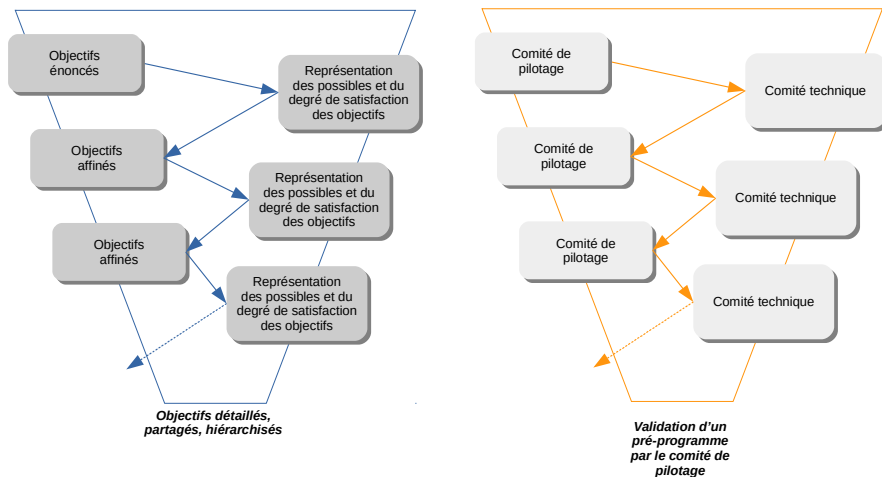 Objectifs
énoncés
Représentation
des possibles et du
degré de satisfaction
des objectifs
Objectifs
affinés
Représentation
des possibles et du
degré de satisfaction
des objectifs
Objectifs
affinés
Représentation
des possibles et du
degré de satisfaction
des objectifs
Objectifs détaillés,
partagés, hiérarchisés
Comité de
pilotage
Comité technique
Comité de
pilotage
Comité technique
Comité de
pilotage
Comité technique
Validation d'un
pré-programme
par le comité de
pilotage